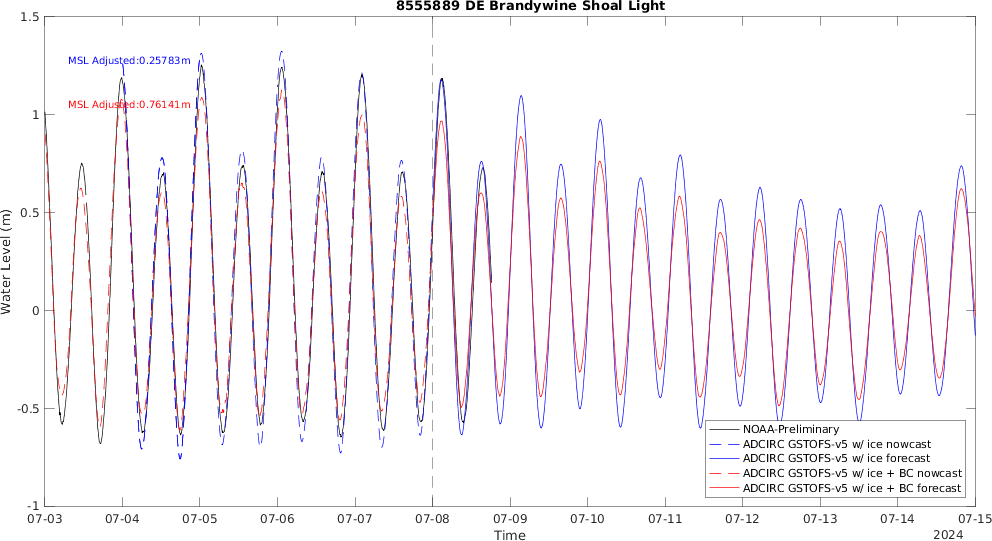 8555889 DE Brandywine Shoal Light
1.5
1
0.5
0
-0.5
-1
Water Level (m)
MSL Adjusted:0.25783m
MSL Adjusted:0.76141m
NOAA-Preliminary
ADCIRC GSTOFS-v5 w/ ice nowcast
ADCIRC GSTOFS-v5 w/ ice forecast
ADCIRC GSTOFS-v5 w/ ice + BC nowcast
ADCIRC GSTOFS-v5 w/ ice + BC forecast
07-03 07-04 07-05 07-06 07-07 07-08 07-09 07-10 07-11 07-12 07-13 07-14 07-15
Time
2024